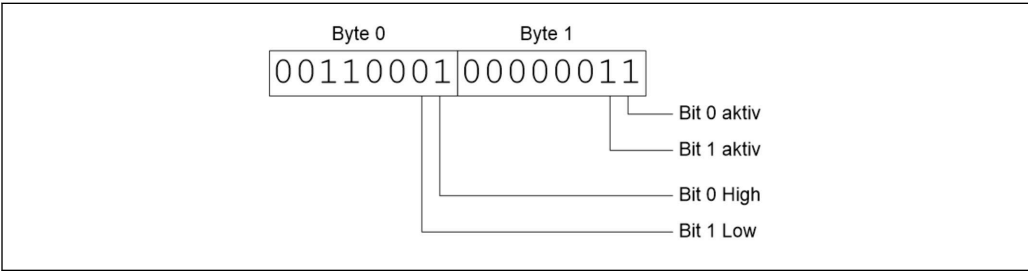 Byte 0 Byte 1
00110001 00000011
Bit 0 aktiv
Bit 1 aktiv
Bit 0 High
Bit 1 Low